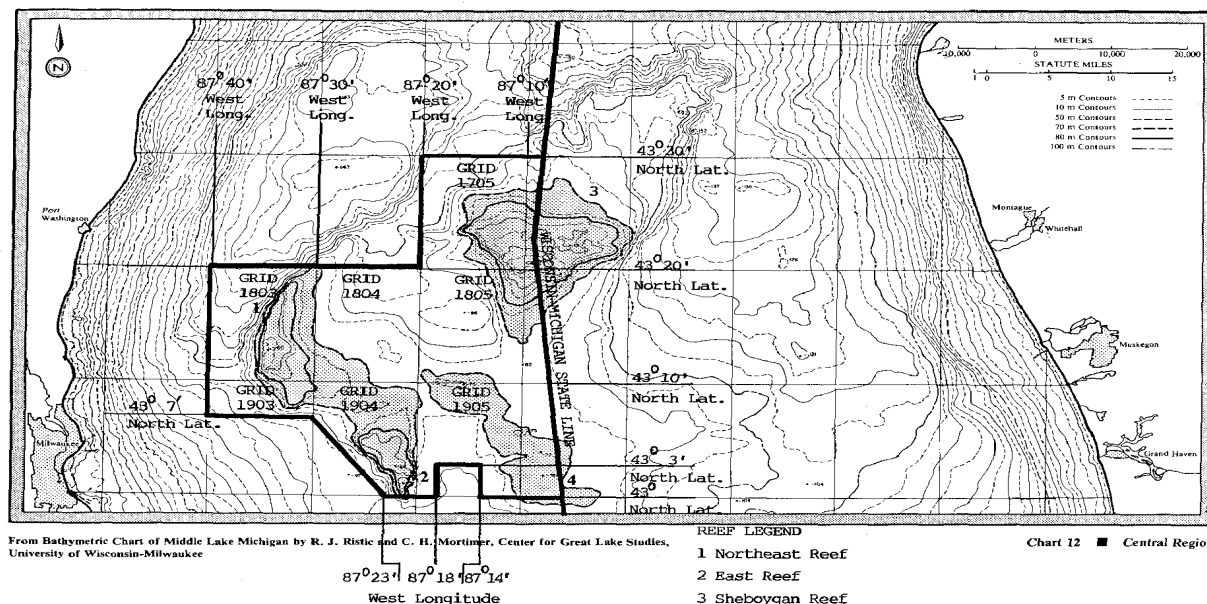 N
METERS
10,000 0 10,000 20,000
STATUTE MILES
1 0 5 10 15
5 m Contours
10 m Contours
50 m Contours
70 m Contours
80 m Contours
100 m Contours
87° 40' West Long.
87° 30' West Long.
87° 20' West Long.
87° 10' West Long.
43° 30' North Lat.
GRID 1705
3
Port Washington
Montague
Whitehall
WISCONSIN-MICHIGAN STATE LINE
43° 20' North Lat.
GRID 1803
GRID 1804
GRID 1805
1
Muskegon
43° 10' North Lat.
GRID 1903
GRID 1904
GRID 1905
43° 7' North Lat.
Milwaukee
Grand Haven
43° 3' North Lat.
2
4
43° North Lat.
From Bathymetric Chart of Middle Lake Michigan by R. J. Ristic and C. H. Mortimer, Center for Great Lake Studies,
University of Wisconsin-Milwaukee
Chart 12 ■ Central Regio
87° 23' 87° 18' 87° 14'
West Longitude
REEF LEGEND
1 Northeast Reef
2 East Reef
3 Sheboygan Reef